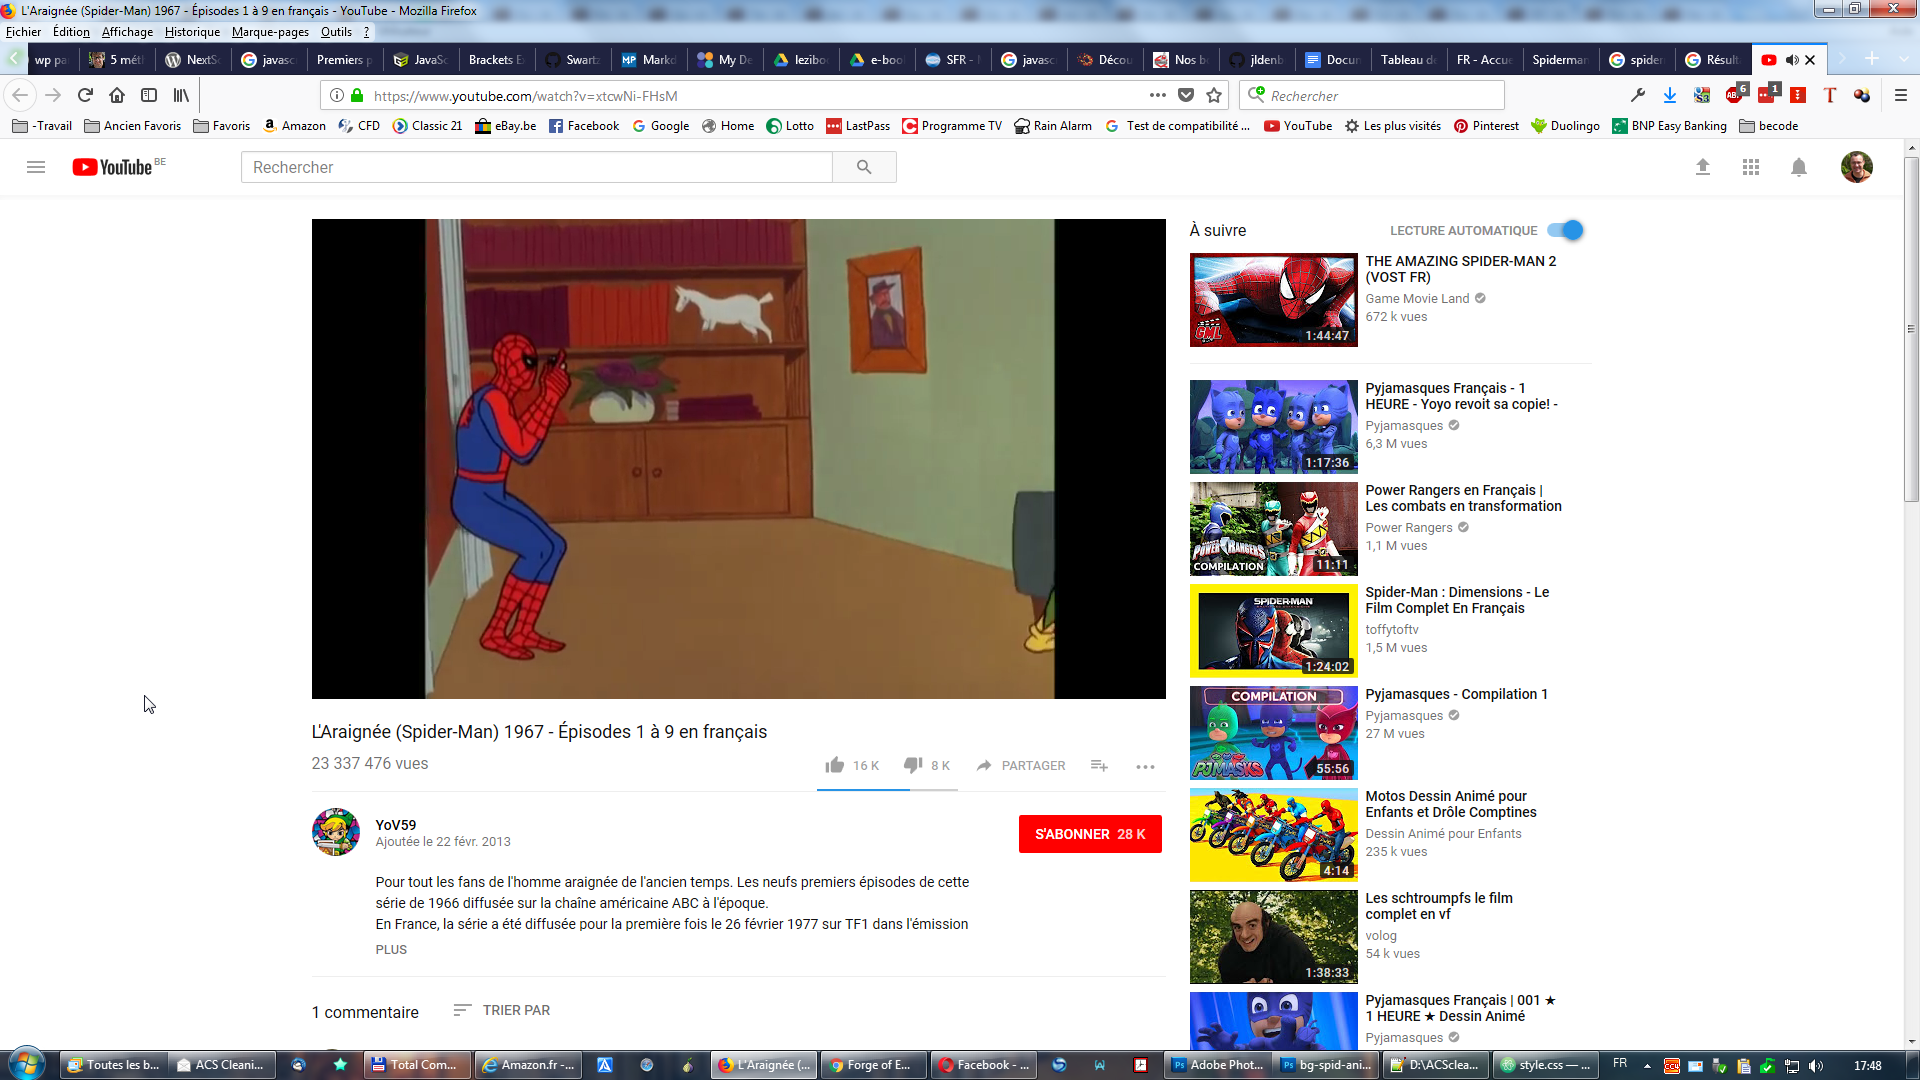 L'Araignée (Spider-Man) 1967 - Épisodes 1 à 9 en français - YouTube - Mozilla Firefox
Fichier Édition Affichage Historique Marque-pages Outils ?
wp pa 5 mét NextS javasc Premiers p JavaSc Brackets E Swartz Markd My De leziboo e-boo SFR - javasc Décou Nos b jldenb Docun Tableau de FR - Accue Spiderman spider Résult
https://www.youtube.com/watch?v=xtcwNi-FHsM Rechercher 6 1
-Travail Ancien Favoris Favoris Amazon CFD Classic 21 eBay.be Facebook Google Home Lotto LastPass Programme TV Rain Alarm Test de compatibilité ... YouTube Les plus visités Pinterest Duolingo BNP Easy Banking becode
YouTube BE Rechercher
À suivre LECTURE AUTOMATIQUE
THE AMAZING SPIDER-MAN 2
(VOST FR)
Game Movie Land
672 k vues
GML 1:44:47
Pyjamasques Français - 1
HEURE - Yoyo revoit sa copie! -
Pyjamasques
6,3 M vues
1:17:36
Power Rangers en Français |
Les combats en transformation
Power Rangers
1,1 M vues
POWER RANGERS
COMPILATION 11:11
Spider-Man : Dimensions - Le
Film Complet En Français
toffytoftv
1,5 M vues
SPIDER-MAN
1:24:02
Pyjamasques - Compilation 1
Pyjamasques
27 M vues
COMPILATION
PJMASKS 55:56
Motos Dessin Animé pour
Enfants et Drôle Comptines
Dessin Animé pour Enfants
235 k vues
4:14
Les schtroumpfs le film
complet en vf
volog
54 k vues
1:38:33
Pyjamasques Français | 001 ★
1 HEURE ★ Dessin Animé
Pyjamasques
L'Araignée (Spider-Man) 1967 - Épisodes 1 à 9 en français
23 337 476 vues 16 K 8 K PARTAGER
YoV59
Ajoutée le 22 févr. 2013
S'ABONNER 28 K
Pour tout les fans de l'homme araignée de l'ancien temps. Les neufs premiers épisodes de cette
série de 1966 diffusée sur la chaîne américaine ABC à l'époque.
En France, la série a été diffusée pour la première fois le 26 février 1977 sur TF1 dans l'émission
PLUS
1 commentaire TRIER PAR
Toutes les b... ACS Cleani... Total Com... Amazon.fr -... L'Araignée (... Forge of E... Facebook - ... Adobe Phot... bg-spid-ani... D:\ACSclea... style.css — ... FR 17:48